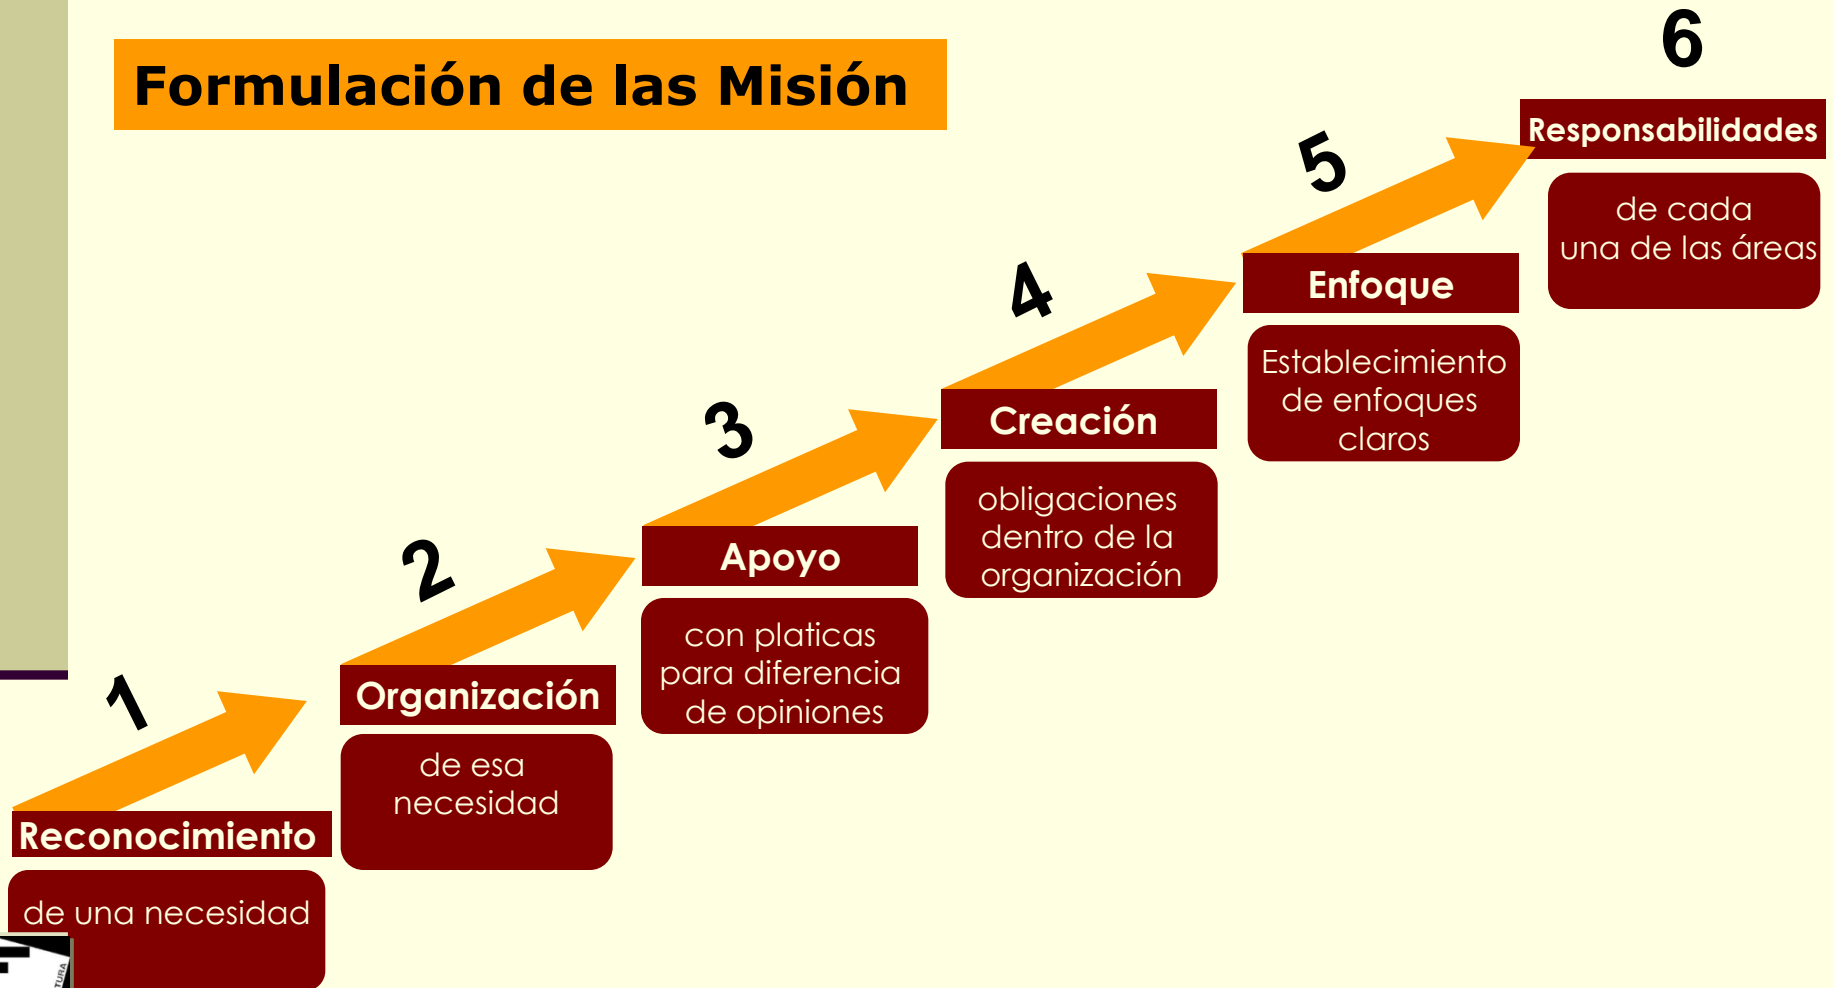 Formulación de las Misión
1
Reconocimiento
de una necesidad
2
Organización
de esa
necesidad
3
Apoyo
con platicas
para diferencia
de opiniones
4
Creación
obligaciones
dentro de la
organización
5
Enfoque
Establecimiento
de enfoques
claros
6
Responsabilidades
de cada
una de las áreas